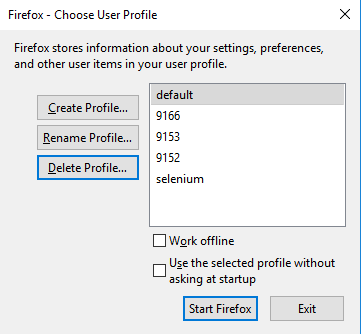 Firefox - Choose User Profile
Firefox stores information about your settings, preferences,
and other user items in your user profile.
Create Profile...
Rename Profile...
Delete Profile...
default
9166
9153
9152
selenium
Work offline
Use the selected profile without
asking at startup
Start Firefox
Exit